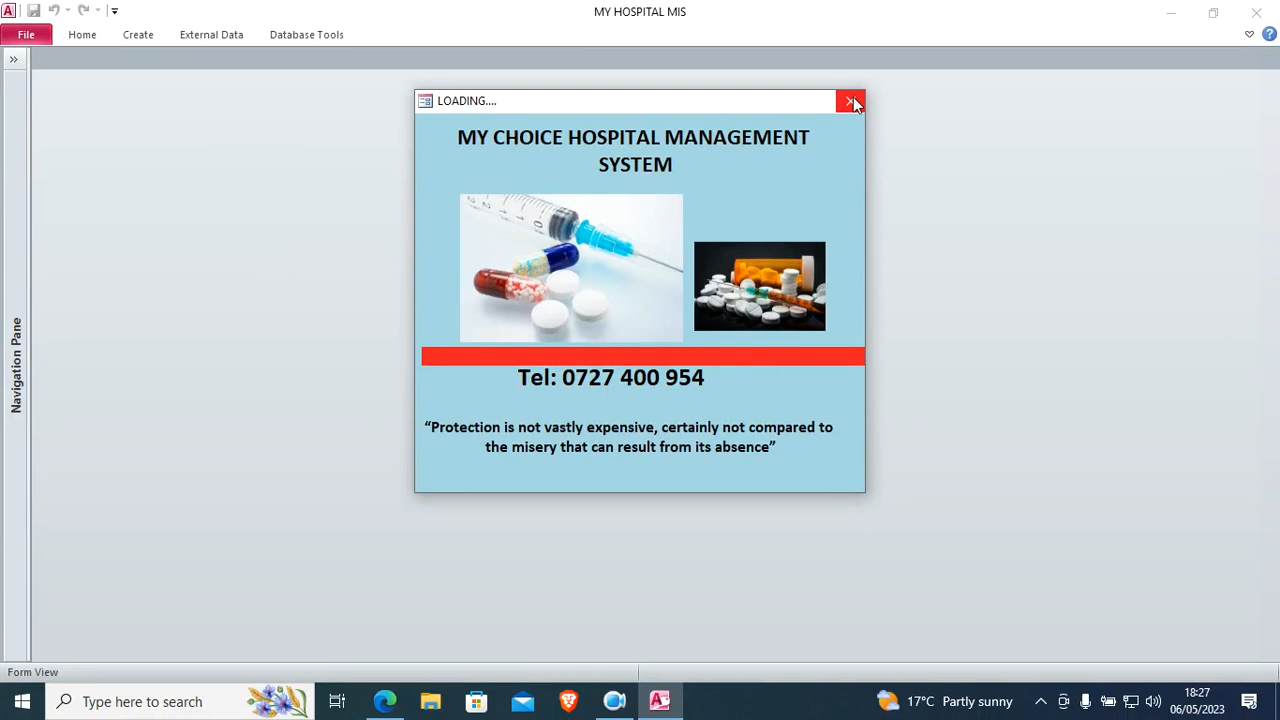 MY HOSPITAL MIS
File Home Create External Data Database Tools
LOADING....
MY CHOICE HOSPITAL MANAGEMENT
SYSTEM
Tel: 0727 400 954
“Protection is not vastly expensive, certainly not compared to
the misery that can result from its absence”
Navigation Pane
Form View
Type here to search
17°C Partly sunny
18:27
06/05/2023